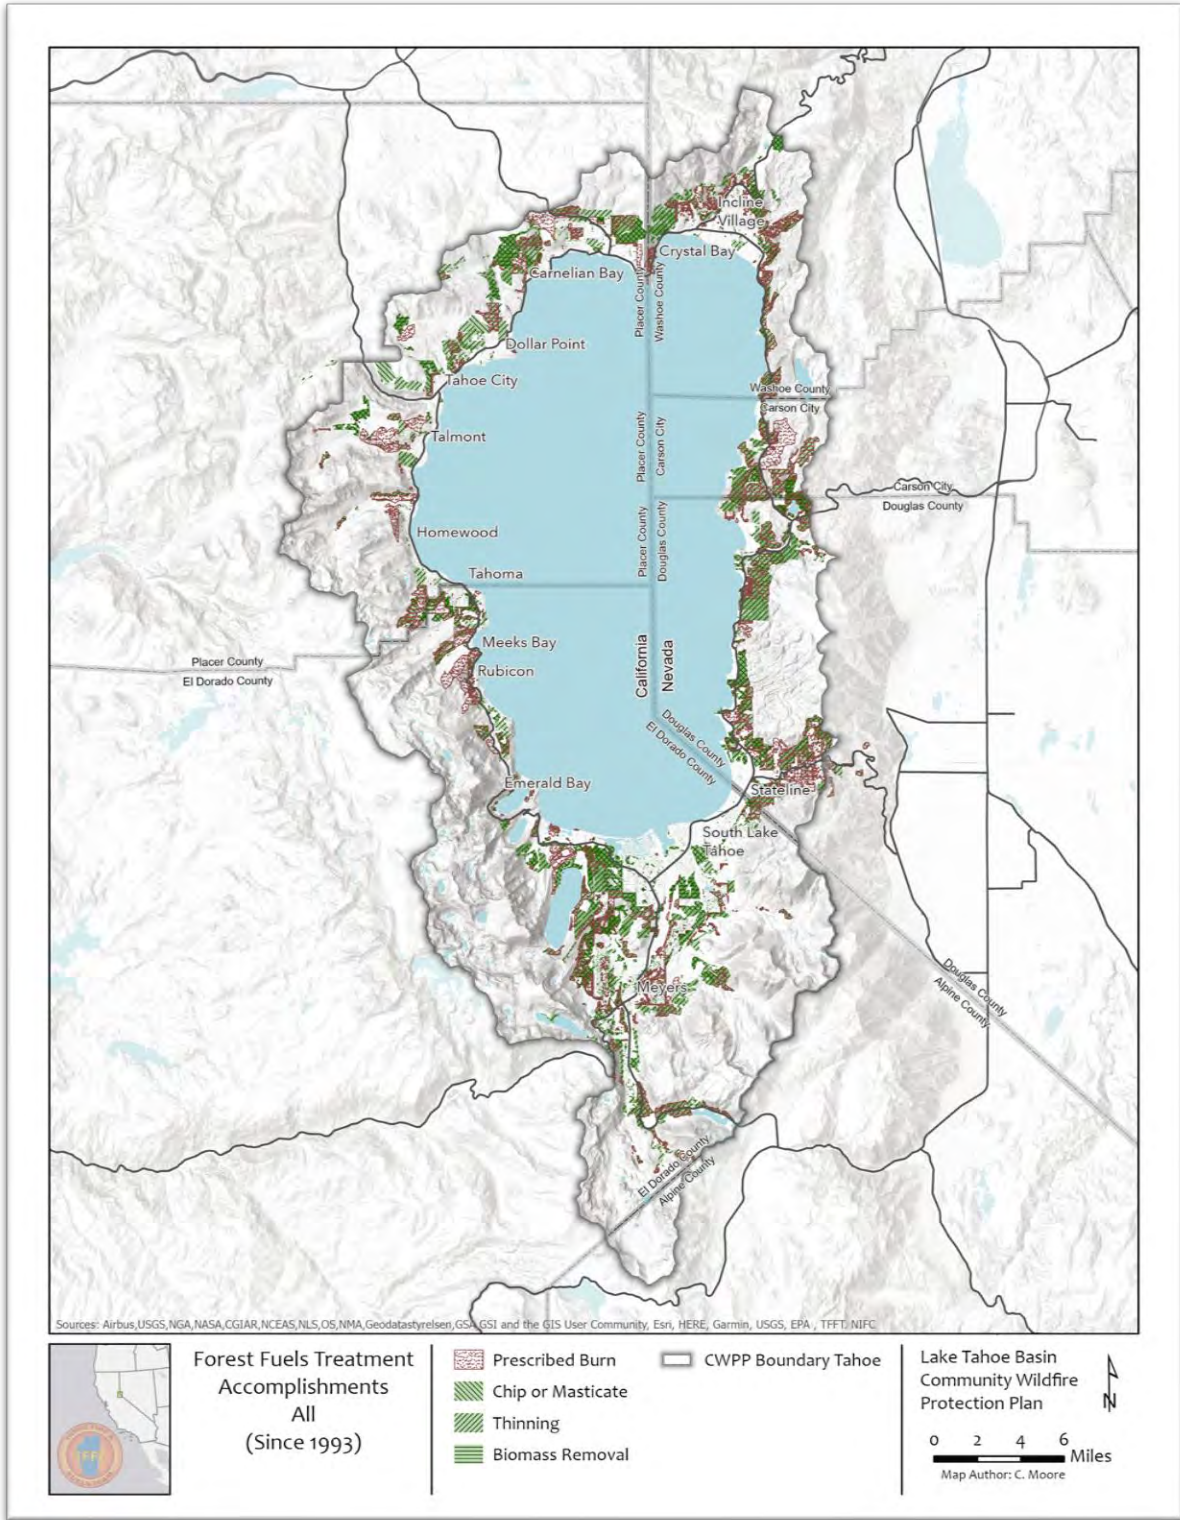 Incline
Village
Crystal Bay
Carnelian Bay
Placer County
Washoe County
Dollar Point
Tahoe City
Washoe County
Carson City
Talmont
Placer County
Carson City
Carson City
Douglas County
Homewood
Placer County
Douglas County
Tahoma
Meeks Bay
California
Nevada
Placer County
El Dorado County
Rubicon
Douglas County
El Dorado County
Emerald Bay
Stateline
South Lake
Tahoe
Meyers
Douglas County
Alpine County
El Dorado County
Alpine County
Sources: Airbus,USGS,NGA,NASA,CGIAR,NCEAS,NLS,OS,NMA,Geodatastyrelsen,GSA,GSI and the GIS User Community, Esri, HERE, Garmin, USGS, EPA , TFFT. NIFC
Forest Fuels Treatment
Accomplishments
All
(Since 1993)
Prescribed Burn
Chip or Masticate
Thinning
Biomass Removal
CWPP Boundary Tahoe
Lake Tahoe Basin
Community Wildfire
Protection Plan
N
0 2 4 6
Miles
Map Author: C. Moore